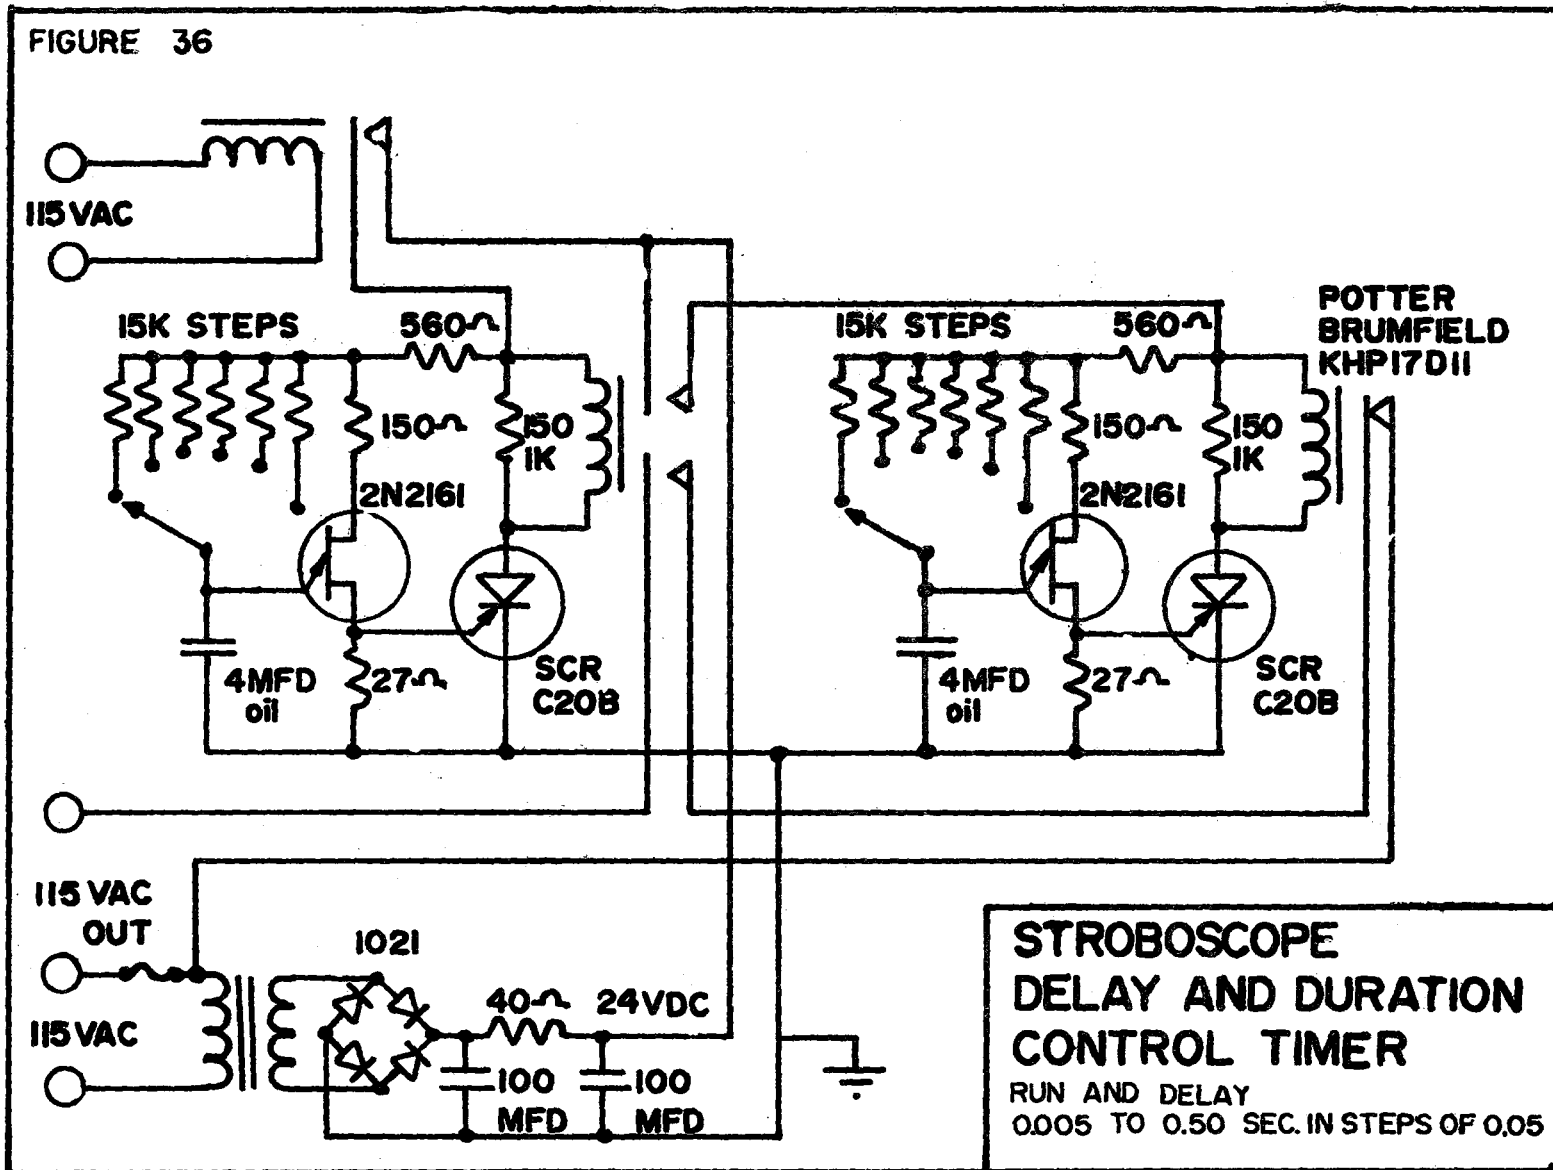 FIGURE 36
115 VAC
15K STEPS
560Ω
150Ω
150
1K
2N2161
4MFD
oil
27Ω
SCR
C20B
15K STEPS
560Ω
POTTER
BRUMFIELD
KHP17D11
150Ω
150
1K
2N2161
4MFD
oil
27Ω
SCR
C20B
115 VAC
OUT
115 VAC
1021
40Ω
24VDC
100
MFD
100
MFD
STROBOSCOPE
DELAY AND DURATION
CONTROL TIMER
RUN AND DELAY
0.005 TO 0.50 SEC. IN STEPS OF 0.05